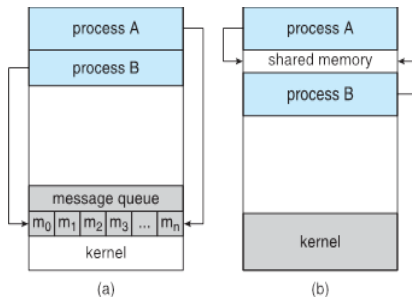 process A
process B
message queue
m0 m1 m2 m3 ... mn
kernel
(a)
process A
shared memory
process B
kernel
(b)